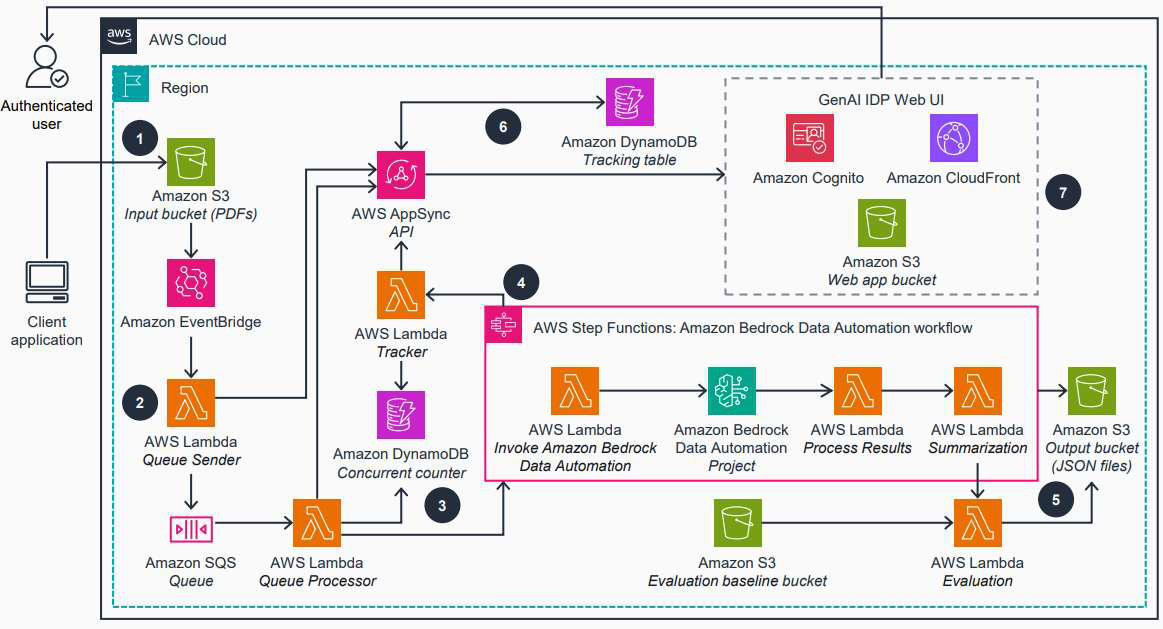 aws
AWS Cloud
Authenticated
user
Region
1
Amazon S3
Input bucket (PDFs)
Client
application
Amazon EventBridge
2
AWS Lambda
Queue Sender
Amazon SQS
Queue
AWS Lambda
Queue Processor
3
Amazon DynamoDB
Concurrent counter
AWS Lambda
Tracker
4
AWS AppSync
API
6
Amazon DynamoDB
Tracking table
GenAI IDP Web UI
Amazon Cognito
Amazon CloudFront
Amazon S3
Web app bucket
7
AWS Step Functions: Amazon Bedrock Data Automation workflow
AWS Lambda
Invoke Amazon Bedrock
Data Automation
Amazon Bedrock
Data Automation
Project
AWS Lambda
Process Results
AWS Lambda
Summarization
Amazon S3
Output bucket
(JSON files)
5
Amazon S3
Evaluation baseline bucket
AWS Lambda
Evaluation